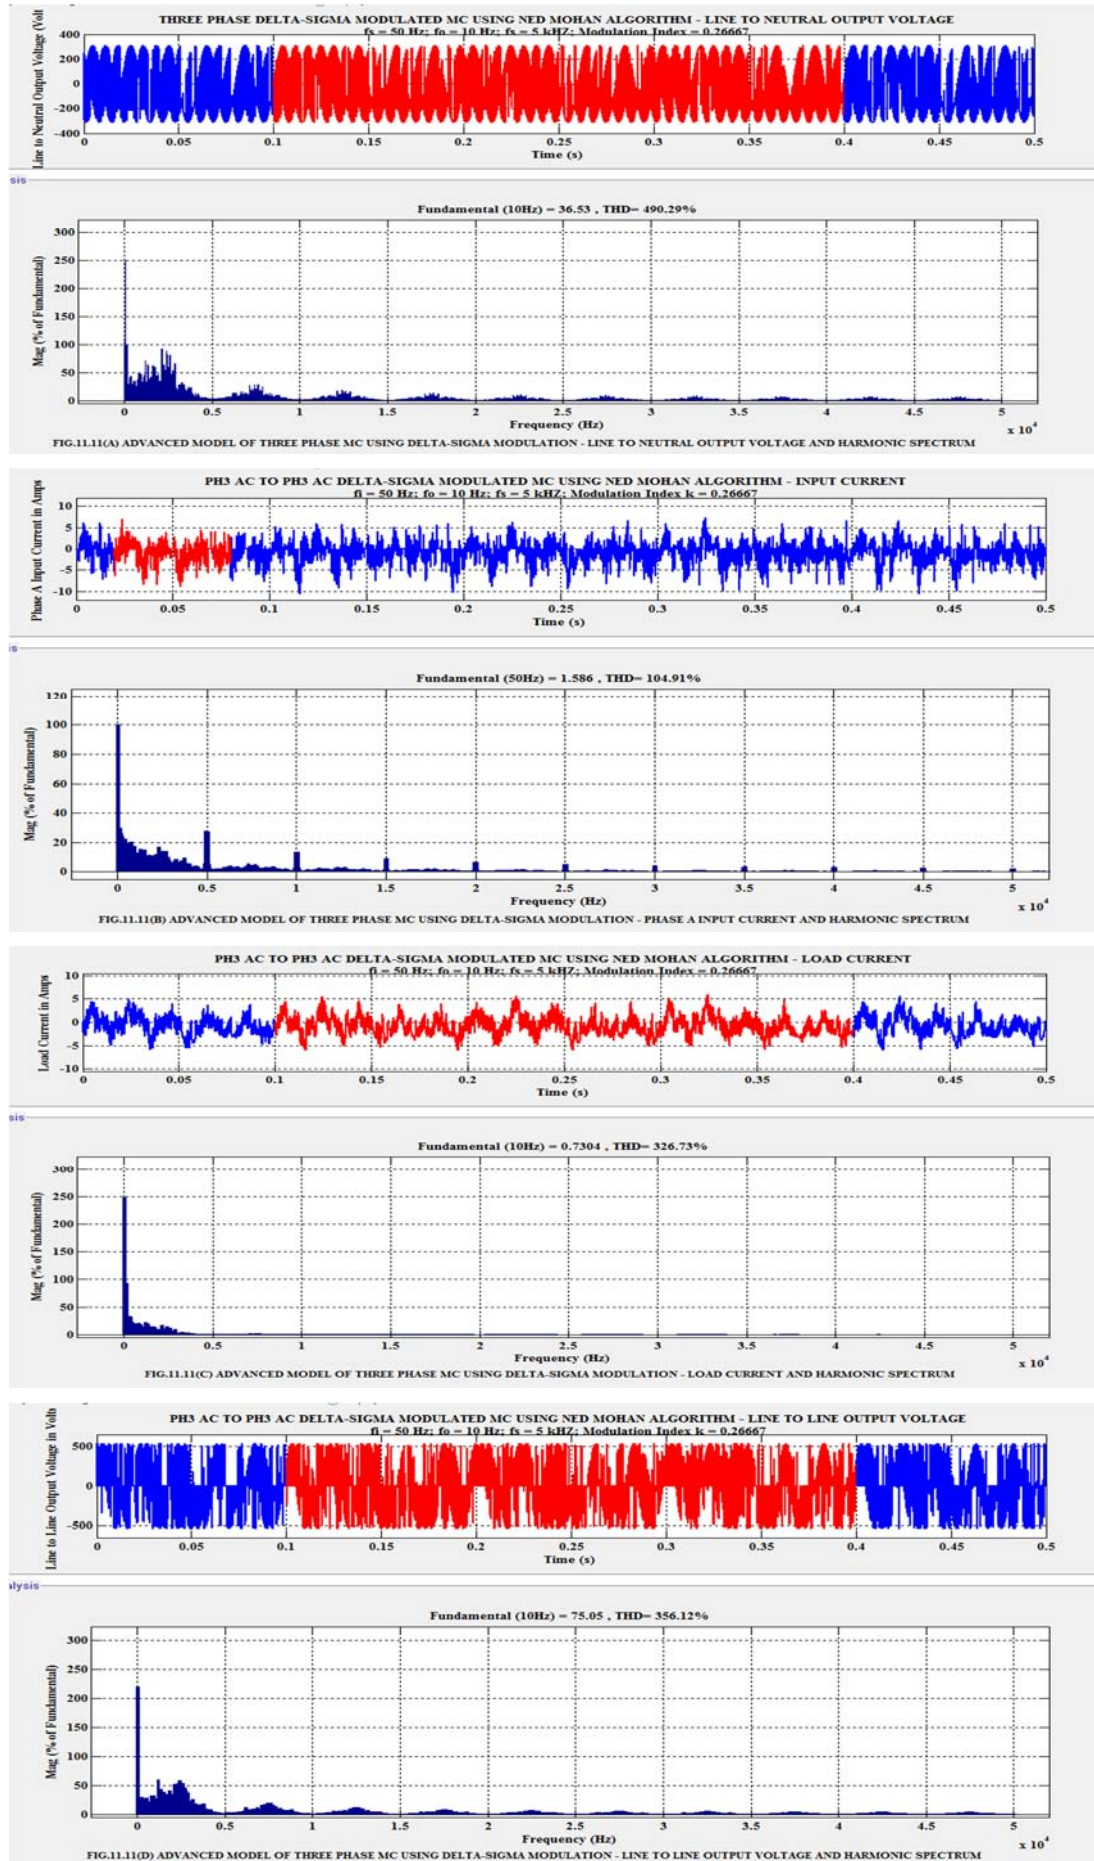 THREE PHASE DELTA-SIGMA MODULATED MC USING NED MOHAN ALGORITHM - LINE TO NEUTRAL OUTPUT VOLTAGE
fs = 50 Hz; fo = 10 Hz; fs = 5 kHZ; Modulation Index = 0.26667
Line to Neutral Output Voltage (Volt
400
200
0
-200
-400
0 0.05 0.1 0.15 0.2 0.25 0.3 0.35 0.4 0.45 0.5
Time (s)
sis
Fundamental (10Hz) = 36.53 , THD= 490.29%
Mag (% of Fundamental)
300
250
200
150
100
50
0
0 0.5 1 1.5 2 2.5 3 3.5 4 4.5 5
Frequency (Hz)
x 10^4
FIG.11.11(A) ADVANCED MODEL OF THREE PHASE MC USING DELTA-SIGMA MODULATION - LINE TO NEUTRAL OUTPUT VOLTAGE AND HARMONIC SPECTRUM
PH3 AC TO PH3 AC DELTA-SIGMA MODULATED MC USING NED MOHAN ALGORITHM - INPUT CURRENT
fi = 50 Hz; fo = 10 Hz; fs = 5 kHZ; Modulation Index k = 0.26667
Phase A Input Current in Amps
10
5
0
-5
-10
0 0.05 0.1 0.15 0.2 0.25 0.3 0.35 0.4 0.45 0.5
Time (s)
is
Fundamental (50Hz) = 1.586 , THD= 104.91%
Mag (% of Fundamental)
120
100
80
60
40
20
0
0 0.5 1 1.5 2 2.5 3 3.5 4 4.5 5
Frequency (Hz)
x 10^4
FIG.11.11(B) ADVANCED MODEL OF THREE PHASE MC USING DELTA-SIGMA MODULATION - PHASE A INPUT CURRENT AND HARMONIC SPECTRUM
PH3 AC TO PH3 AC DELTA-SIGMA MODULATED MC USING NED MOHAN ALGORITHM - LOAD CURRENT
fi = 50 Hz; fo = 10 Hz; fs = 5 kHZ; Modulation Index = 0.26667
Load Current in Amps
10
5
0
-5
-10
0 0.05 0.1 0.15 0.2 0.25 0.3 0.35 0.4 0.45 0.5
Time (s)
sis
Fundamental (10Hz) = 0.7304 , THD= 326.73%
Mag (% of Fundamental)
300
250
200
150
100
50
0
0 0.5 1 1.5 2 2.5 3 3.5 4 4.5 5
Frequency (Hz)
x 10^4
FIG.11.11(C) ADVANCED MODEL OF THREE PHASE MC USING DELTA-SIGMA MODULATION - LOAD CURRENT AND HARMONIC SPECTRUM
PH3 AC TO PH3 AC DELTA-SIGMA MODULATED MC USING NED MOHAN ALGORITHM - LINE TO LINE OUTPUT VOLTAGE
fi = 50 Hz; fo = 10 Hz; fs = 5 kHZ; Modulation Index k = 0.26667
Line to Line Output Voltage in Volts
500
0
-500
0 0.05 0.1 0.15 0.2 0.25 0.3 0.35 0.4 0.45 0.5
Time (s)
alysis
Fundamental (10Hz) = 75.05 , THD= 356.12%
Mag (% of Fundamental)
300
250
200
150
100
50
0
0 0.5 1 1.5 2 2.5 3 3.5 4 4.5 5
Frequency (Hz)
x 10^4
FIG.11.11(D) ADVANCED MODEL OF THREE PHASE MC USING DELTA-SIGMA MODULATION - LINE TO LINE OUTPUT VOLTAGE AND HARMONIC SPECTRUM